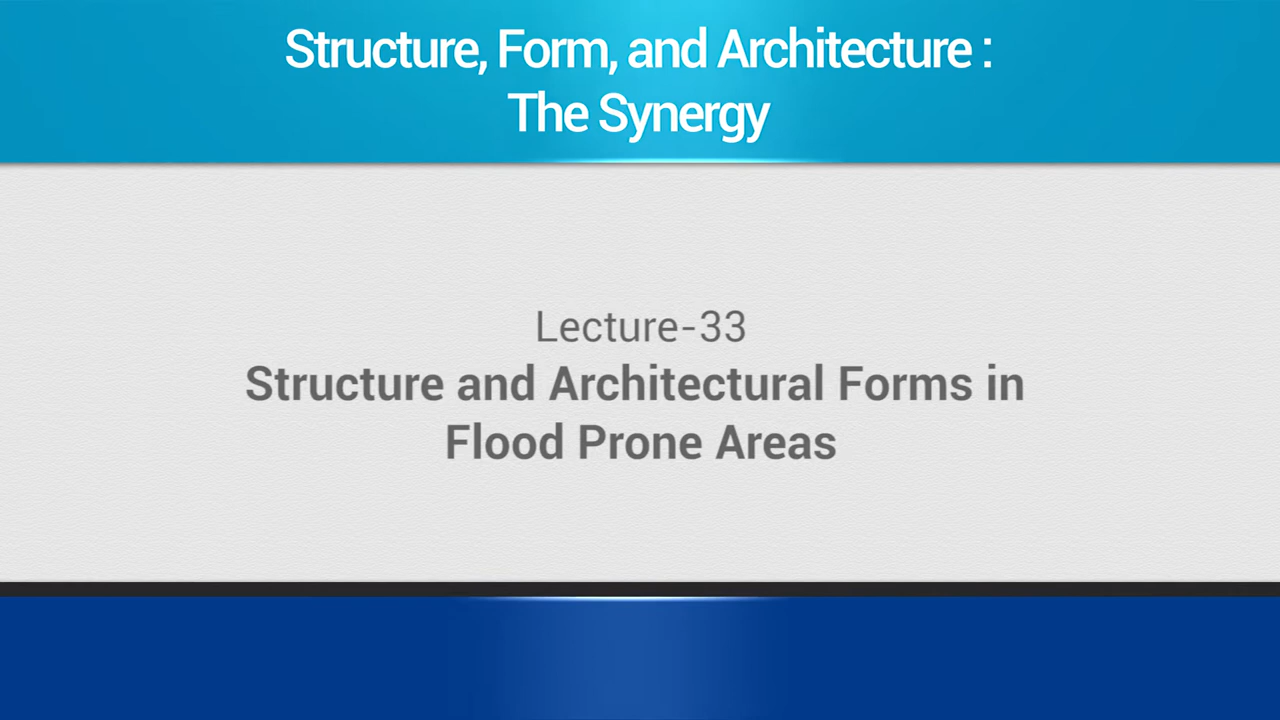 Structure, Form, and Architecture :
The Synergy
Lecture-33
Structure and Architectural Forms in
Flood Prone Areas